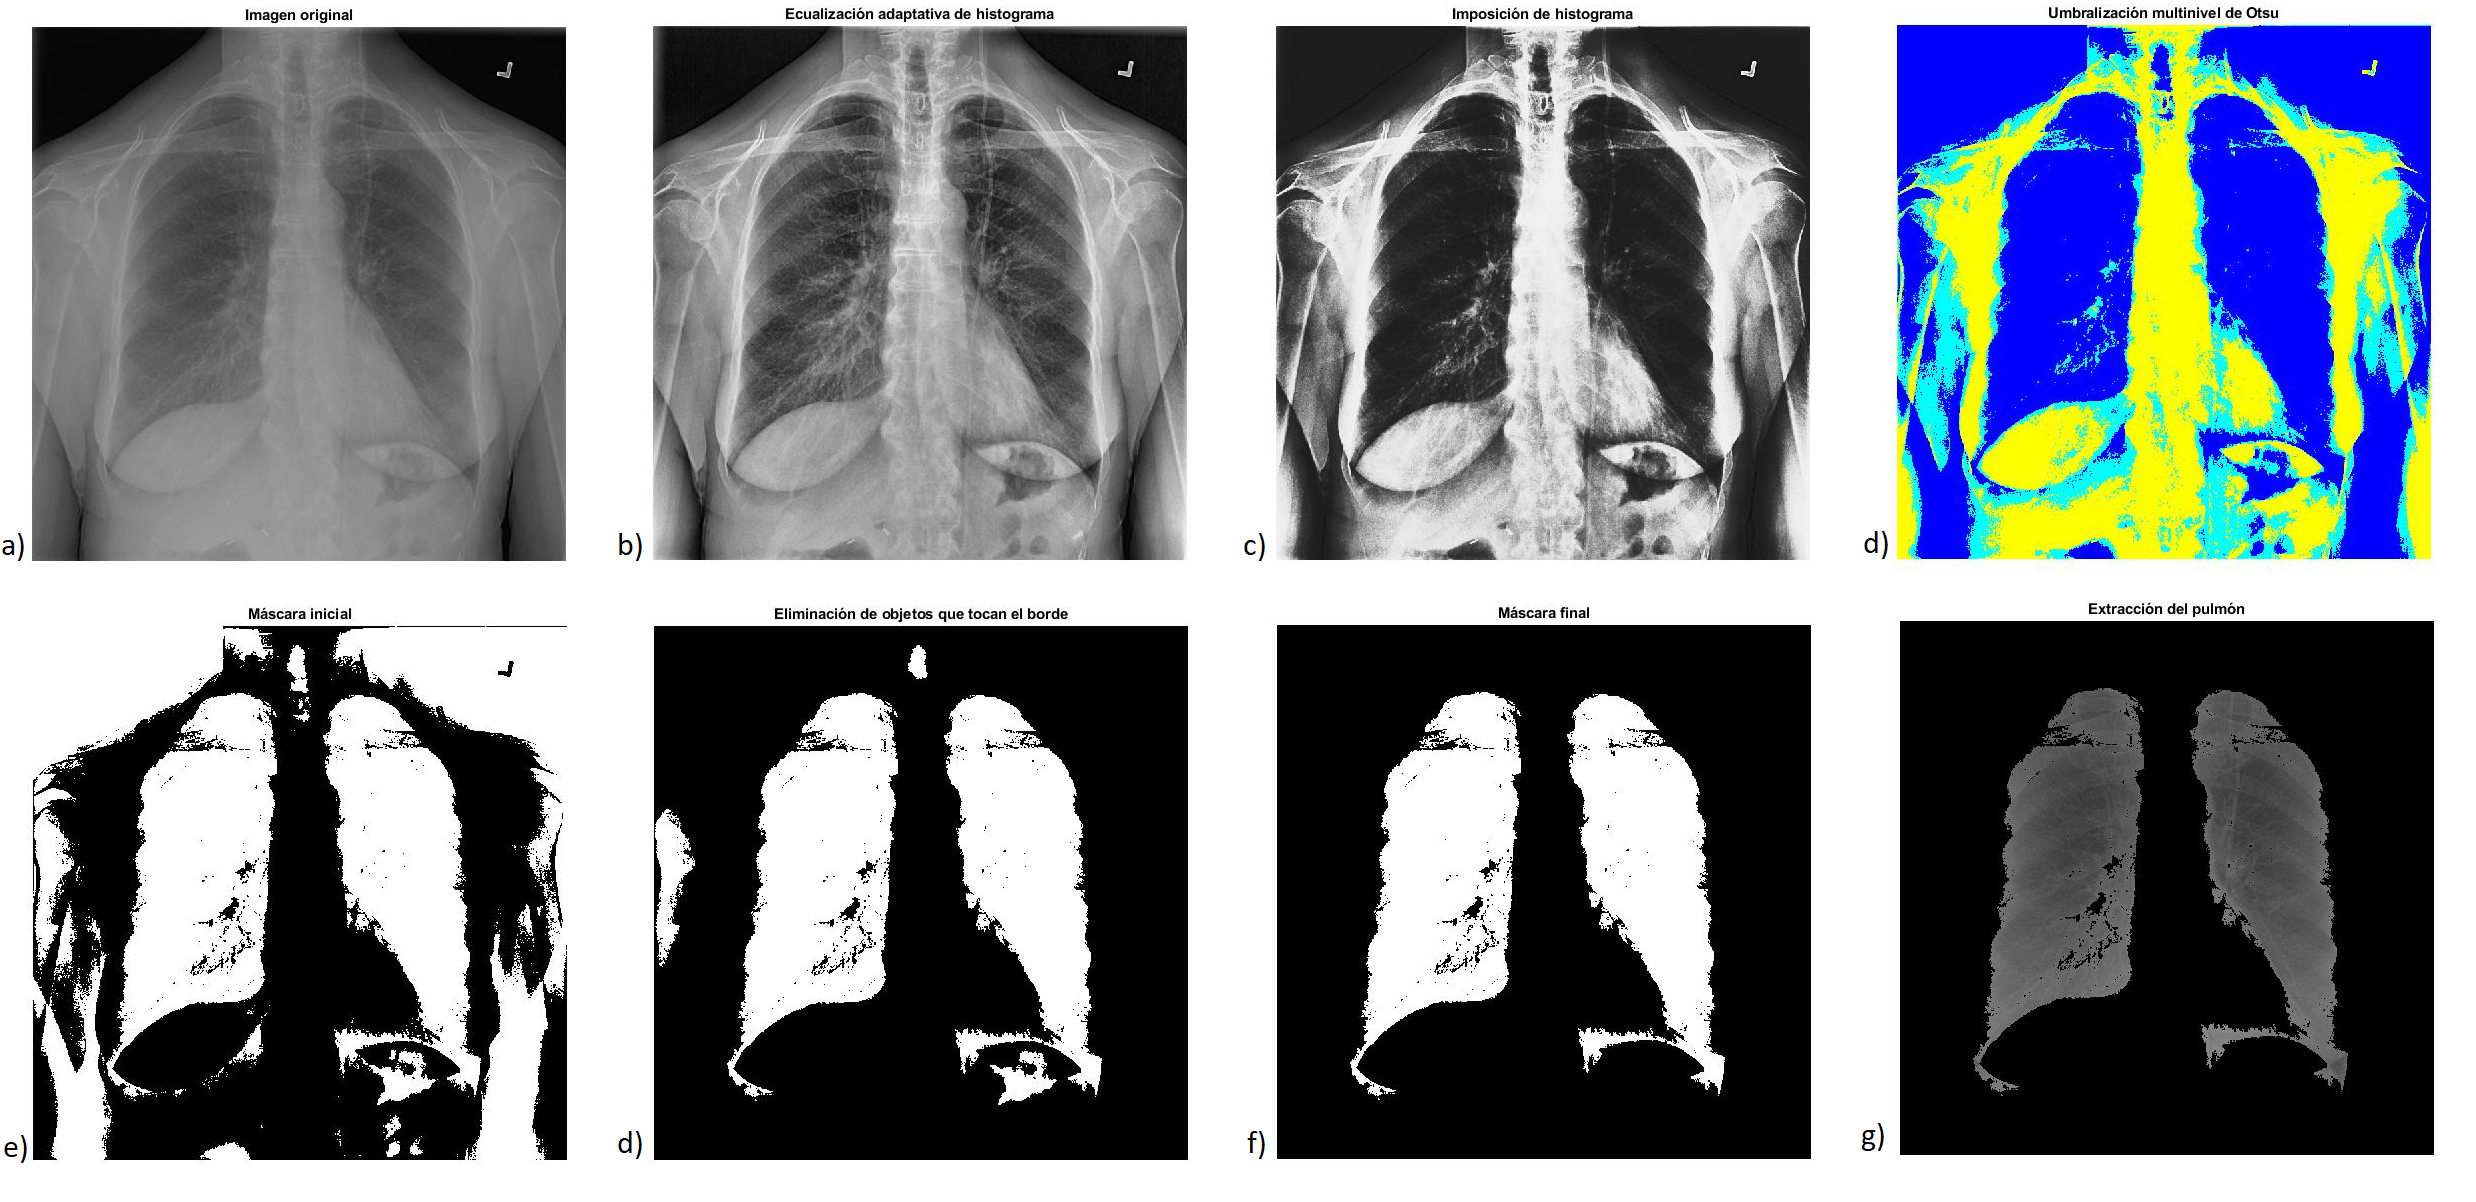 Imagen original
Ecualización adaptativa de histograma
Imposición de histograma
Umbralización multinivel de Otsu
L
L
L
L
a)
b)
c)
d)
Máscara inicial
Eliminación de objetos que tocan el borde
Máscara final
Extracción del pulmón
L
e)
d)
f)
g)